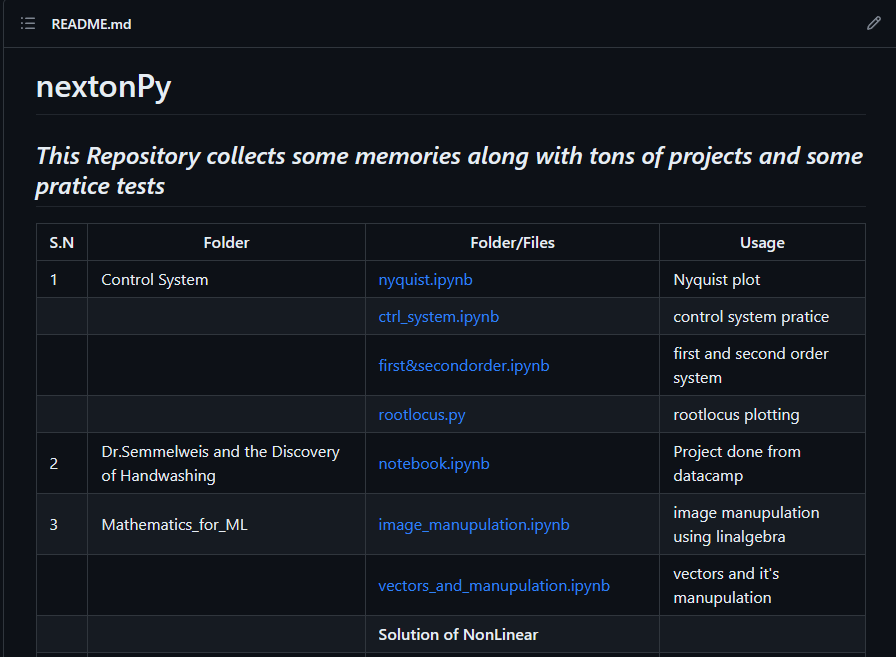 README.md
nextonPy
This Repository collects some memories along with tons of projects and some
pratice tests
S.N Folder Folder/Files Usage
1 Control System nyquist.ipynb Nyquist plot
ctrl_system.ipynb control system pratice
first&secondorder.ipynb first and second order
system
rootlocus.py rootlocus plotting
2 Dr.Semmelweis and the Discovery
of Handwashing notebook.ipynb Project done from
datacamp
3 Mathematics_for_ML image_manupulation.ipynb image manupulation
using linalgebra
vectors_and_manupulation.ipynb vectors and it's
manupulation
Solution of NonLinear